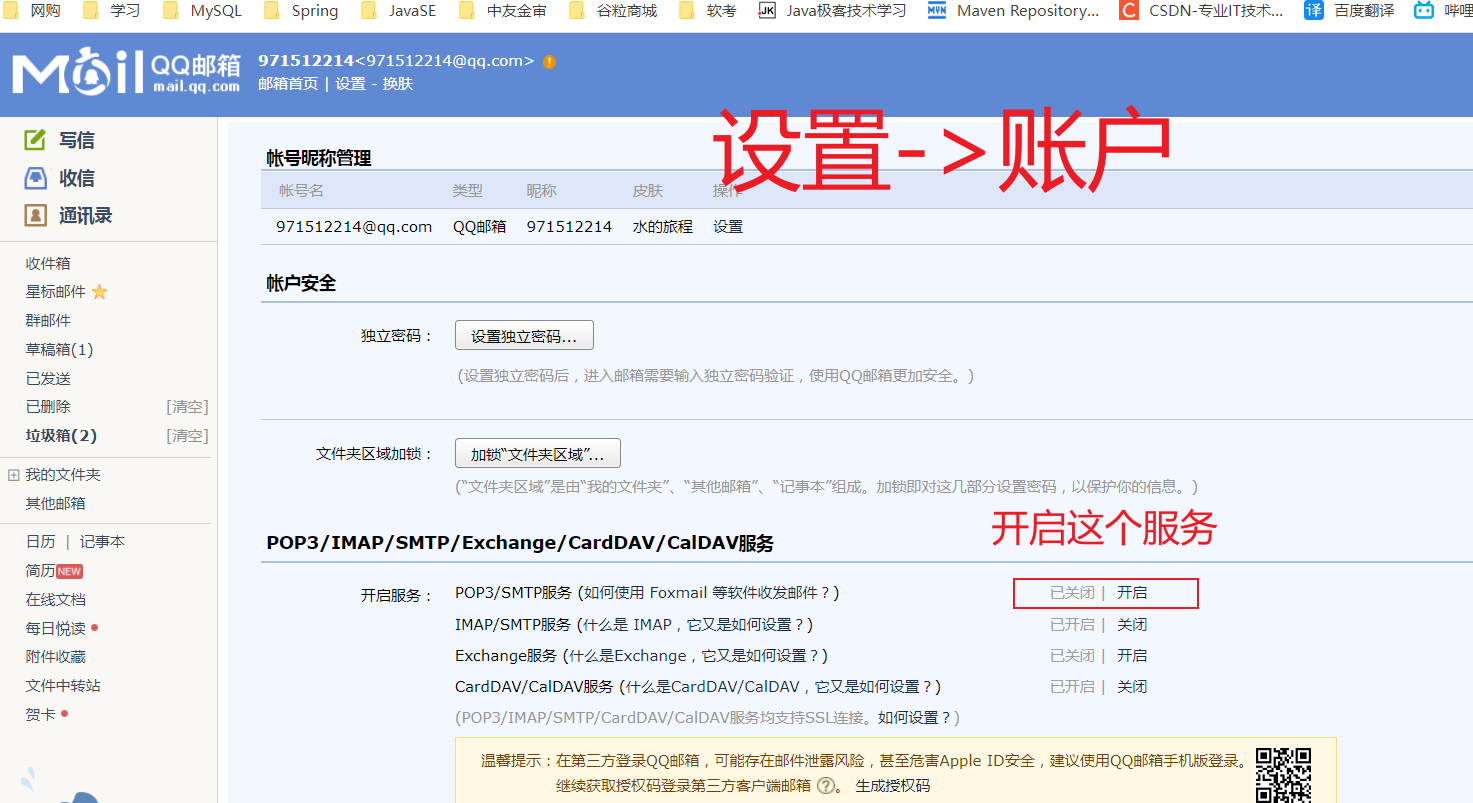 网购 学习 MySQL Spring JavaSE 中友金审 谷粒商城 软考 JK Java极客技术学习 MVN Maven Repository... C CSDN-专业IT技术... 译 百度翻译 哔哩
Mail QQ邮箱 mail.qq.com
971512214<971512214@qq.com> !
邮箱首页 | 设置 - 换肤
设置->账户
写信
收信
通讯录
收件箱
星标邮件
群邮件
草稿箱(1)
已发送
已删除 [清空]
垃圾箱(2) [清空]
我的文件夹
其他邮箱
日历 | 记事本
简历 NEW
在线文档
每日悦读
附件收藏
文件中转站
贺卡
帐号昵称管理
帐号名 类型 昵称 皮肤 操作
971512214@qq.com QQ邮箱 971512214 水的旅程 设置
帐户安全
独立密码： 设置独立密码...
(设置独立密码后，进入邮箱需要输入独立密码验证，使用QQ邮箱更加安全。)
文件夹区域加锁： 加锁“文件夹区域”...
(“文件夹区域”是由“我的文件夹”、“其他邮箱”、“记事本”组成。加锁即对这几部分设置密码，以保护你的信息。)
开启这个服务
POP3/IMAP/SMTP/Exchange/CardDAV/CalDAV服务
开启服务： POP3/SMTP服务 (如何使用 Foxmail 等软件收发邮件？) 已关闭 | 开启
IMAP/SMTP服务 (什么是 IMAP，它又是如何设置？) 已开启 | 关闭
Exchange服务 (什么是Exchange，它又是如何设置？) 已关闭 | 开启
CardDAV/CalDAV服务 (什么是CardDAV/CalDAV，它又是如何设置？) 已开启 | 关闭
(POP3/IMAP/SMTP/CardDAV/CalDAV服务均支持SSL连接。如何设置？)
温馨提示：在第三方登录QQ邮箱，可能存在邮件泄露风险，甚至危害Apple ID安全，建议使用QQ邮箱手机版登录。
继续获取授权码登录第三方客户端邮箱 ?。 生成授权码